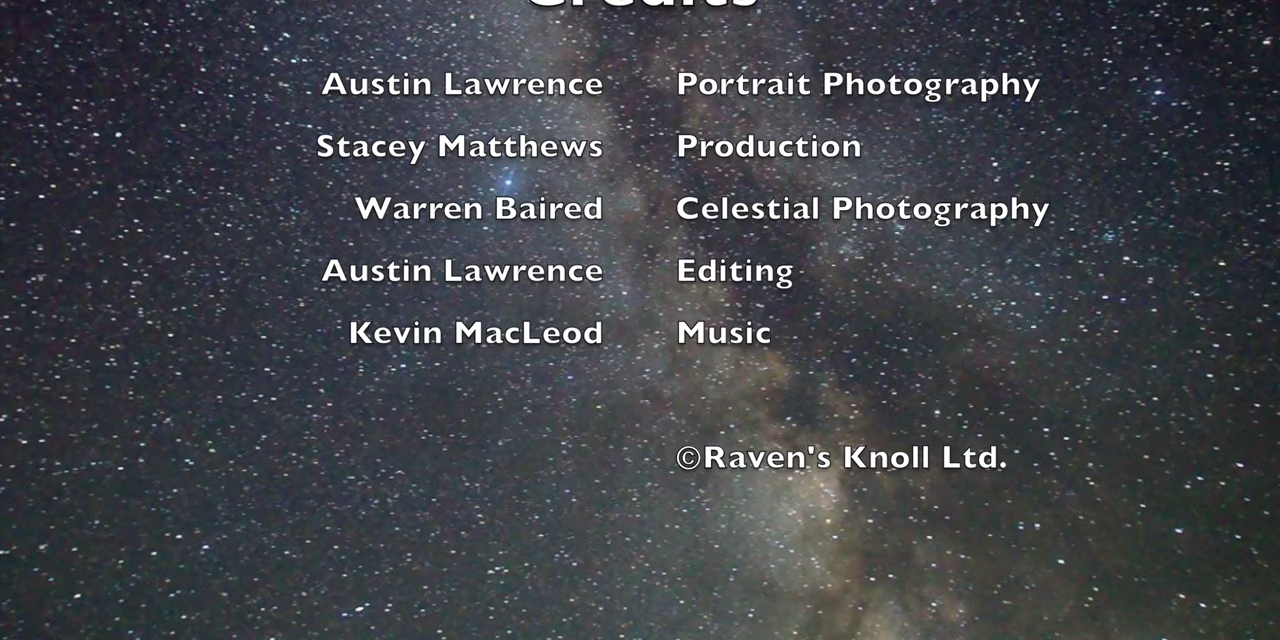 Credits
Austin Lawrence Portrait Photography
Stacey Matthews Production
Warren Baired Celestial Photography
Austin Lawrence Editing
Kevin MacLeod Music
©Raven's Knoll Ltd.